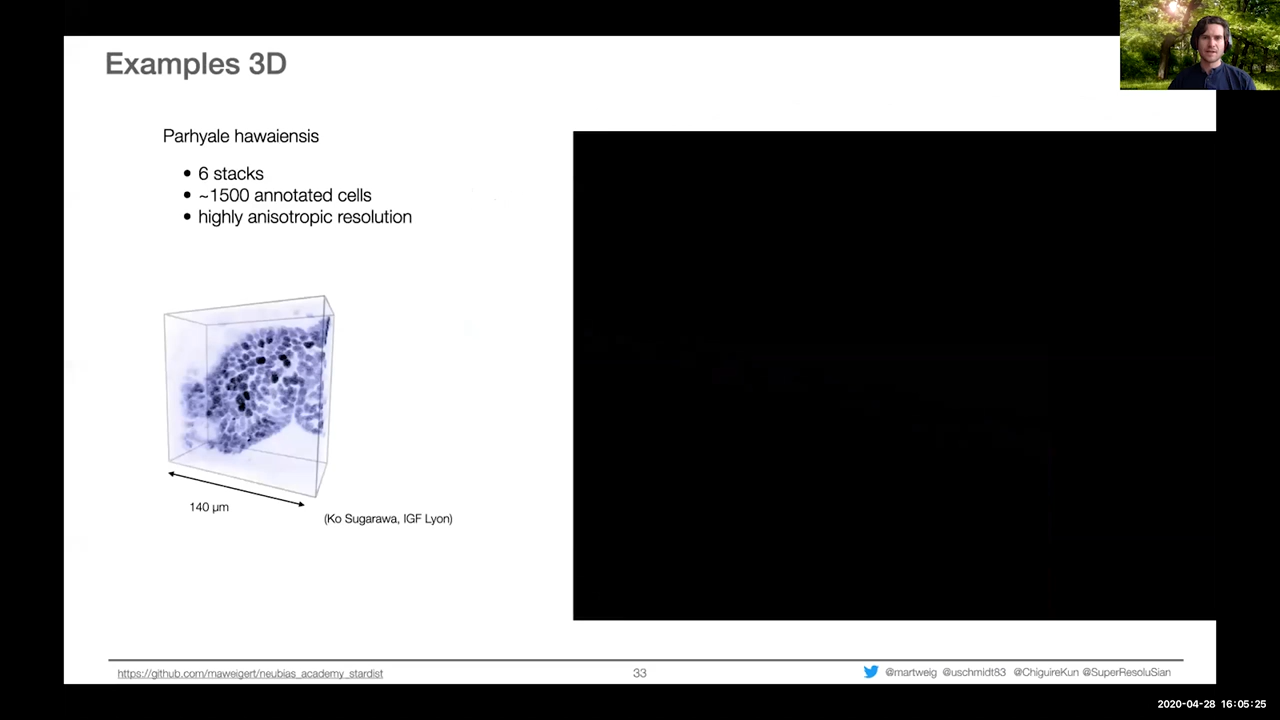 Examples 3D
Parhyale hawaiensis
• 6 stacks
• ~1500 annotated cells
• highly anisotropic resolution
140 µm
(Ko Sugarawa, IGF Lyon)
https://github.com/maweigert/neubias_academy_stardist
33
@martweig @uschmidt83 @ChiguireKun @SuperResoluSian
2020-04-28 16:05:25